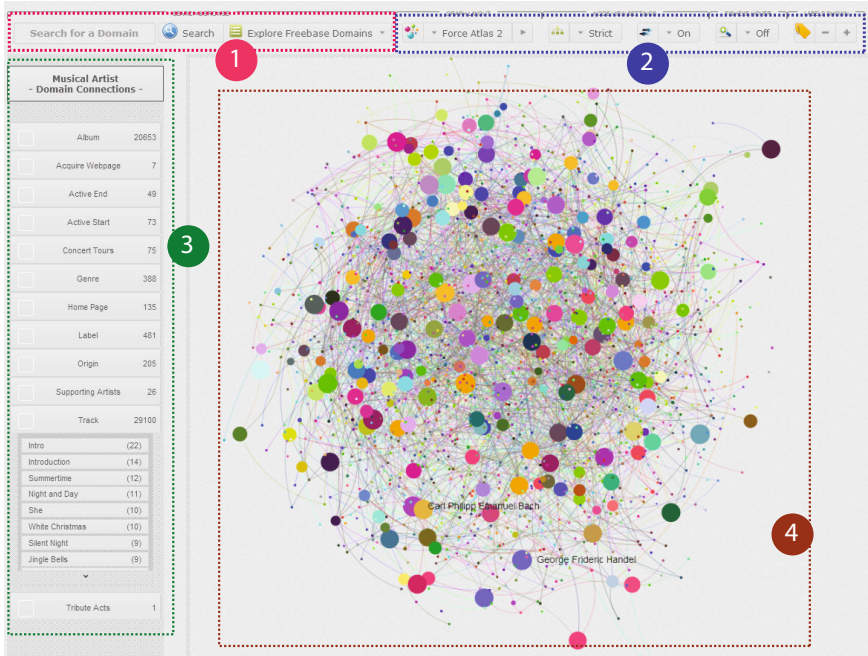 Search for a Domain Search Explore Freebase Domains Force Atlas 2 Strict On Off
1
2
Musical Artist
- Domain Connections -
Album 20653
Acquire Webpage 7
Active End 49
Active Start 73
3
Concert Tours 75
Genre 388
Home Page 135
Label 481
Origin 205
Supporting Artists 26
Track 29100
Intro (22)
Introduction (14)
Summertime (12)
Night and Day (11)
She (10)
White Christmas (10)
Silent Night (9)
Jingle Bells (9)
Tribute Acts 1
Carl Philipp Emanuel Bach
4
George Frideric Handel